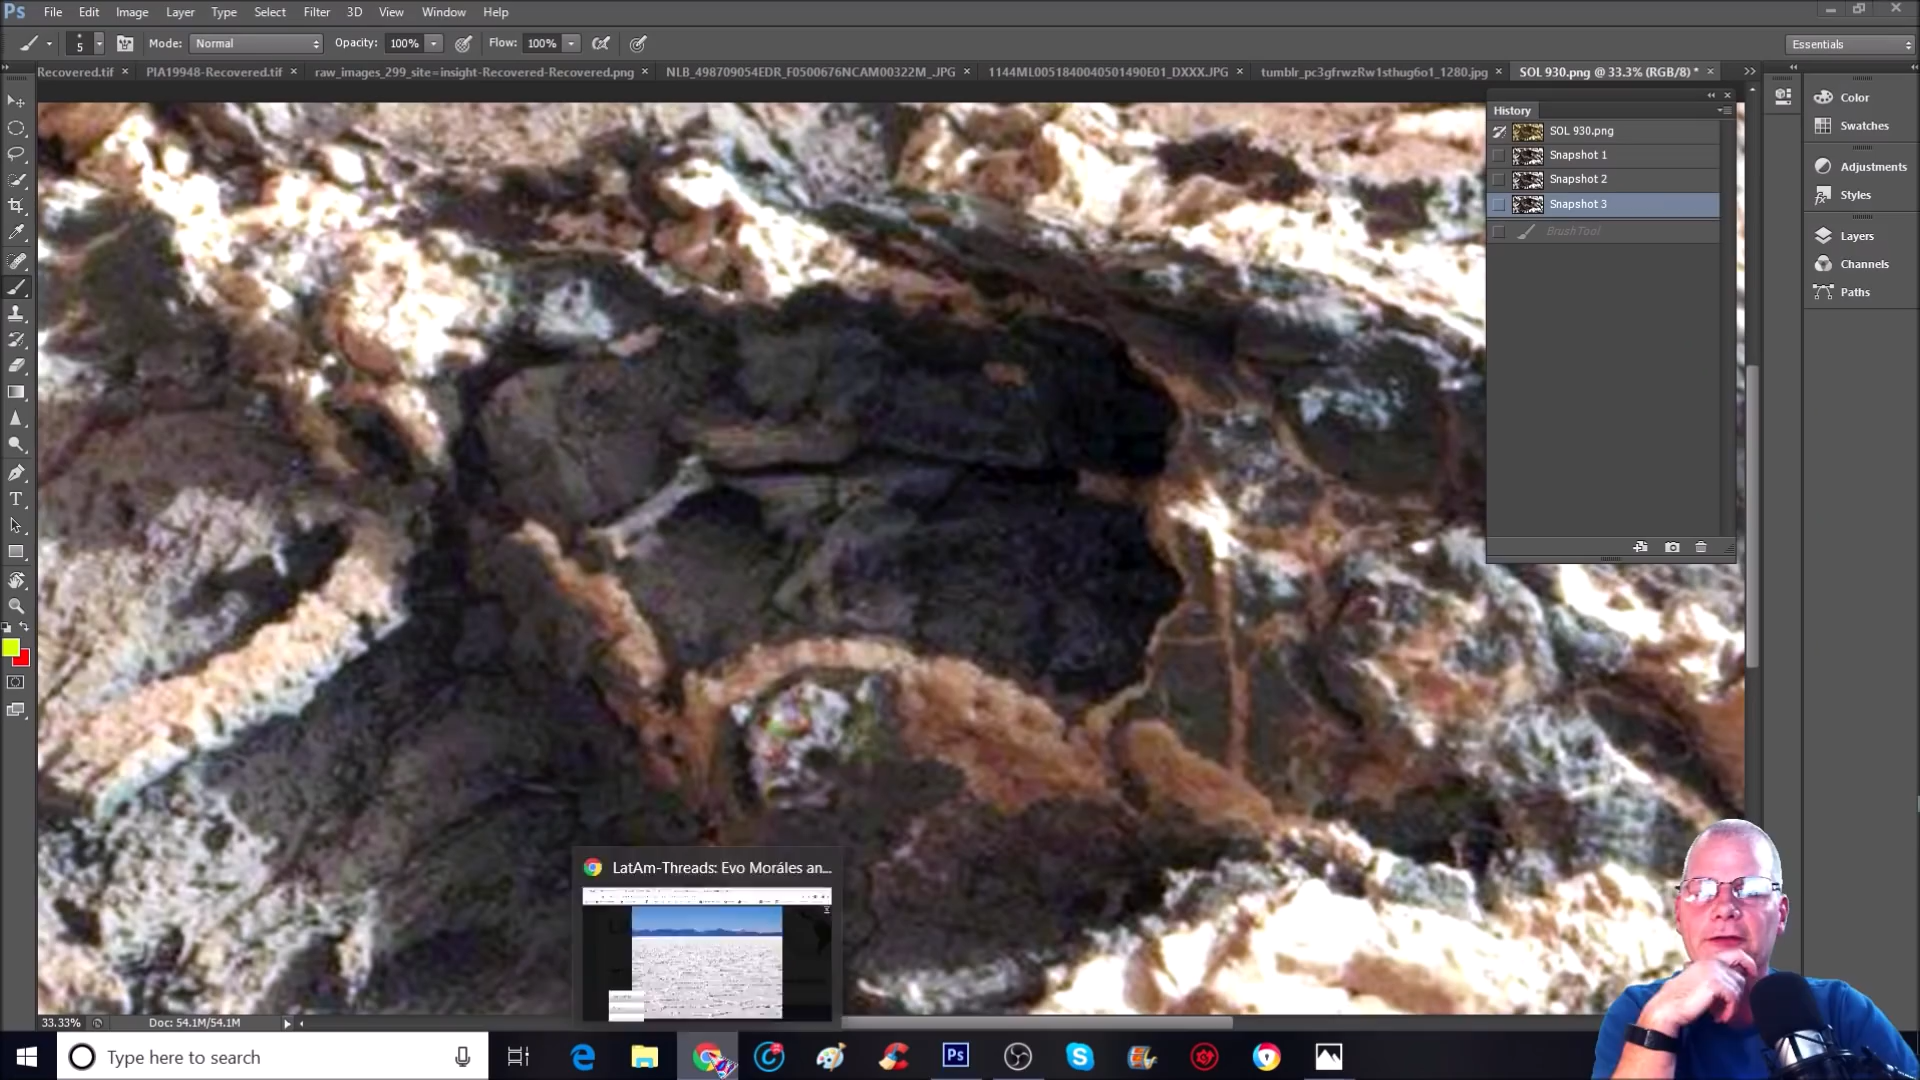 Ps File Edit Image Layer Type Select Filter 3D View Window Help
5 Mode: Normal Opacity: 100% Flow: 100% Essentials
Recovered.tif × PIA19948-Recovered.tif × raw_images_299_site=insight-Recovered-Recovered.png × NLB_498709054EDR_F0500676NCAM00322M_.JPG × 1144ML0051840040501490E01_DXXX.JPG × tumblr_pc3gfrwzRw1sthug6o1_1280.jpg × SOL 930.png @ 33.3% (RGB/8) * ×
History
SOL 930.png
Snapshot 1
Snapshot 2
Snapshot 3
Brush Tool
Color
Swatches
Adjustments
Styles
Layers
Channels
Paths
LatAm-Threads: Evo Moráles an...
33.33% Doc: 54.1M/54.1M
Type here to search
Ps